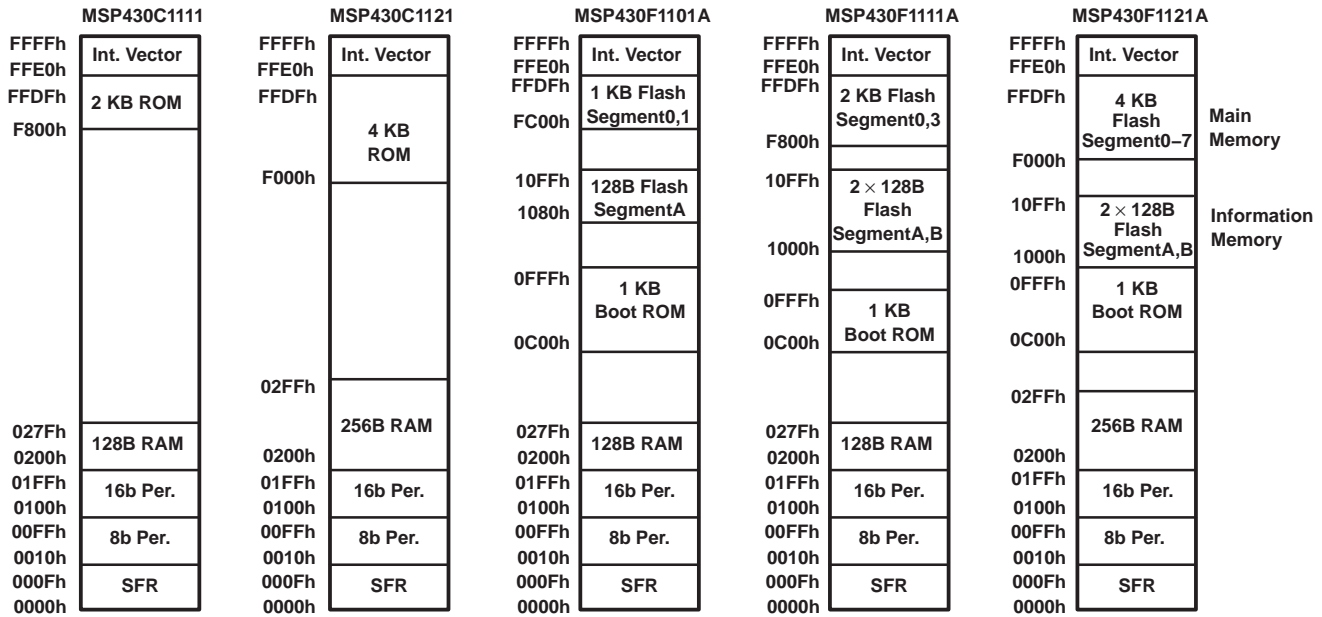 MSP430C1111
FFFFh
Int. Vector
FFE0h
FFDFh
2 KB ROM
F800h
027Fh
128B RAM
0200h
01FFh
16b Per.
0100h
00FFh
8b Per.
0010h
000Fh
SFR
0000h
MSP430C1121
FFFFh
Int. Vector
FFE0h
FFDFh
4 KB
ROM
F000h
02FFh
256B RAM
0200h
01FFh
16b Per.
0100h
00FFh
8b Per.
0010h
000Fh
SFR
0000h
MSP430F1101A
FFFFh
Int. Vector
FFE0h
FFDFh
1 KB Flash
Segment0,1
FC00h
10FFh
128B Flash
SegmentA
1080h
0FFFh
1 KB
Boot ROM
0C00h
027Fh
128B RAM
0200h
01FFh
16b Per.
0100h
00FFh
8b Per.
0010h
000Fh
SFR
0000h
MSP430F1111A
FFFFh
Int. Vector
FFE0h
FFDFh
2 KB Flash
Segment0,3
F800h
10FFh
2 × 128B
Flash
SegmentA,B
1000h
0FFFh
1 KB
Boot ROM
0C00h
027Fh
128B RAM
0200h
01FFh
16b Per.
0100h
00FFh
8b Per.
0010h
000Fh
SFR
0000h
MSP430F1121A
FFFFh
Int. Vector
FFE0h
FFDFh
4 KB
Flash
Segment0−7
F000h
Main
Memory
10FFh
2 × 128B
Flash
SegmentA,B
1000h
Information
Memory
0FFFh
1 KB
Boot ROM
0C00h
02FFh
256B RAM
0200h
01FFh
16b Per.
0100h
00FFh
8b Per.
0010h
000Fh
SFR
0000h